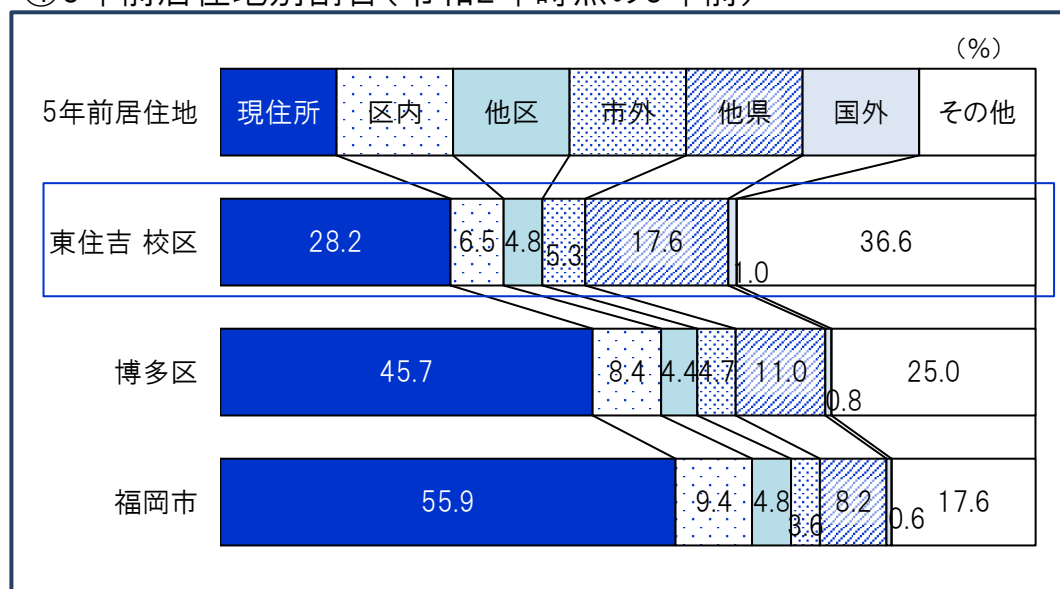 (%)
5年前居住地 現住所 区内 他区 市外 他県 国外 その他
東住吉 校区 28.2 6.5 4.8 5.3 17.6 1.0 36.6
博多区 45.7 8.4 4.4 4.7 11.0 0.8 25.0
福岡市 55.9 9.4 4.8 3.6 8.2 0.6 17.6